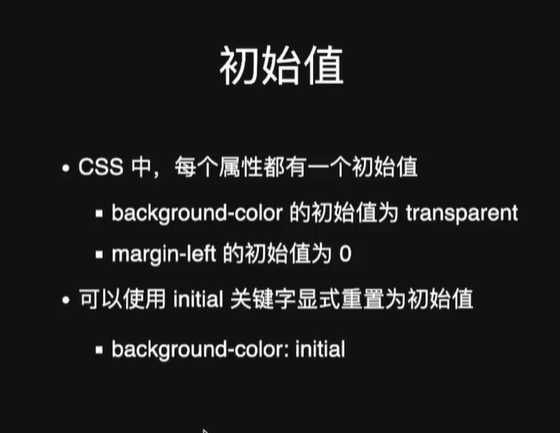 初始值
• CSS 中，每个属性都有一个初始值
▪ background-color 的初始值为 transparent
▪ margin-left 的初始值为 0
• 可以使用 initial 关键字显式重置为初始值
▪ background-color: initial